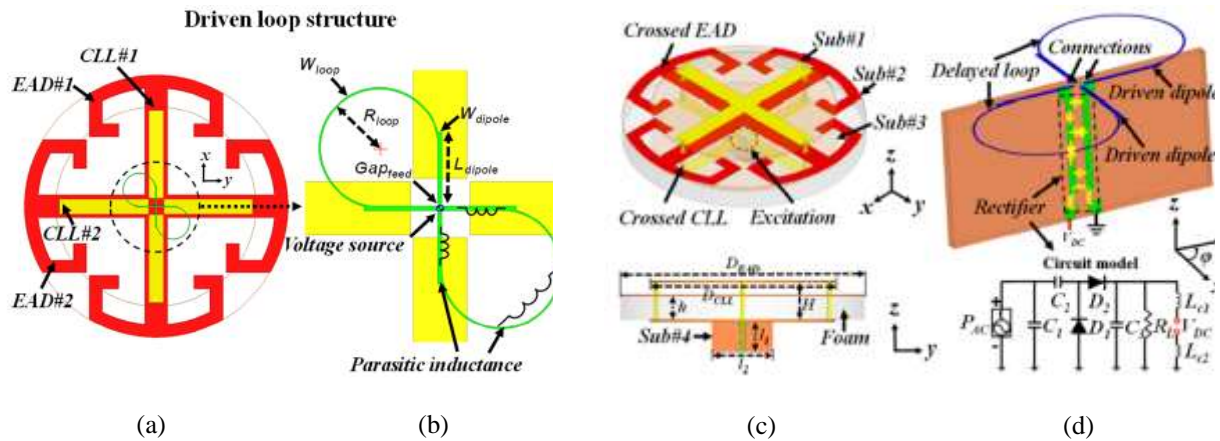 Driven loop structure
CLL#1
EAD#1
x
y
CLL#2
EAD#2
W_loop
R_loop
W_dipole
L_dipole
Gap_feed
Voltage source
Parasitic inductance
Crossed EAD
Sub#1
Sub#2
Sub#3
Crossed CLL
Excitation
z
x
y
D_EAD
D_CLL
h
H
Foam
Sub#4
l_2
z
y
Connections
Delayed loop
Driven dipole
Driven dipole
Rectifier
V_DC
z
φ
Circuit model
C_2
D_2
P_AC
C_1
D_1
L_c1
V_DC
L_c2
(a)
(b)
(c)
(d)